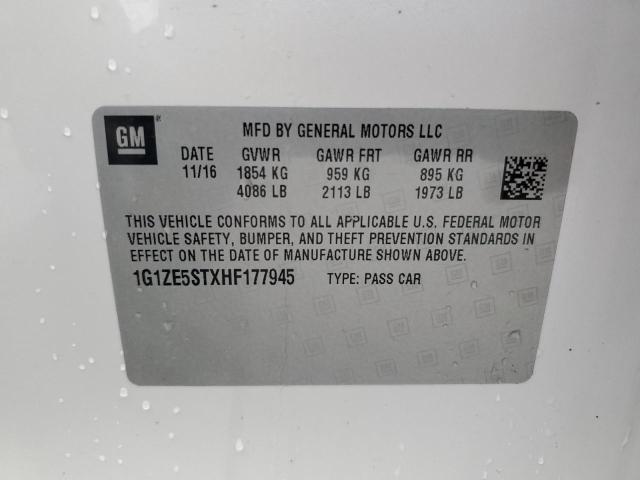 GM
MFD BY GENERAL MOTORS LLC
DATE GVWR GAWR FRT GAWR RR
11/16 1854 KG 959 KG 895 KG
4086 LB 2113 LB 1973 LB
THIS VEHICLE CONFORMS TO ALL APPLICABLE U.S. FEDERAL MOTOR
VEHICLE SAFETY, BUMPER, AND THEFT PREVENTION STANDARDS IN
EFFECT ON THE DATE OF MANUFACTURE SHOWN ABOVE.
1G1ZE5STXHF177945 TYPE: PASS CAR